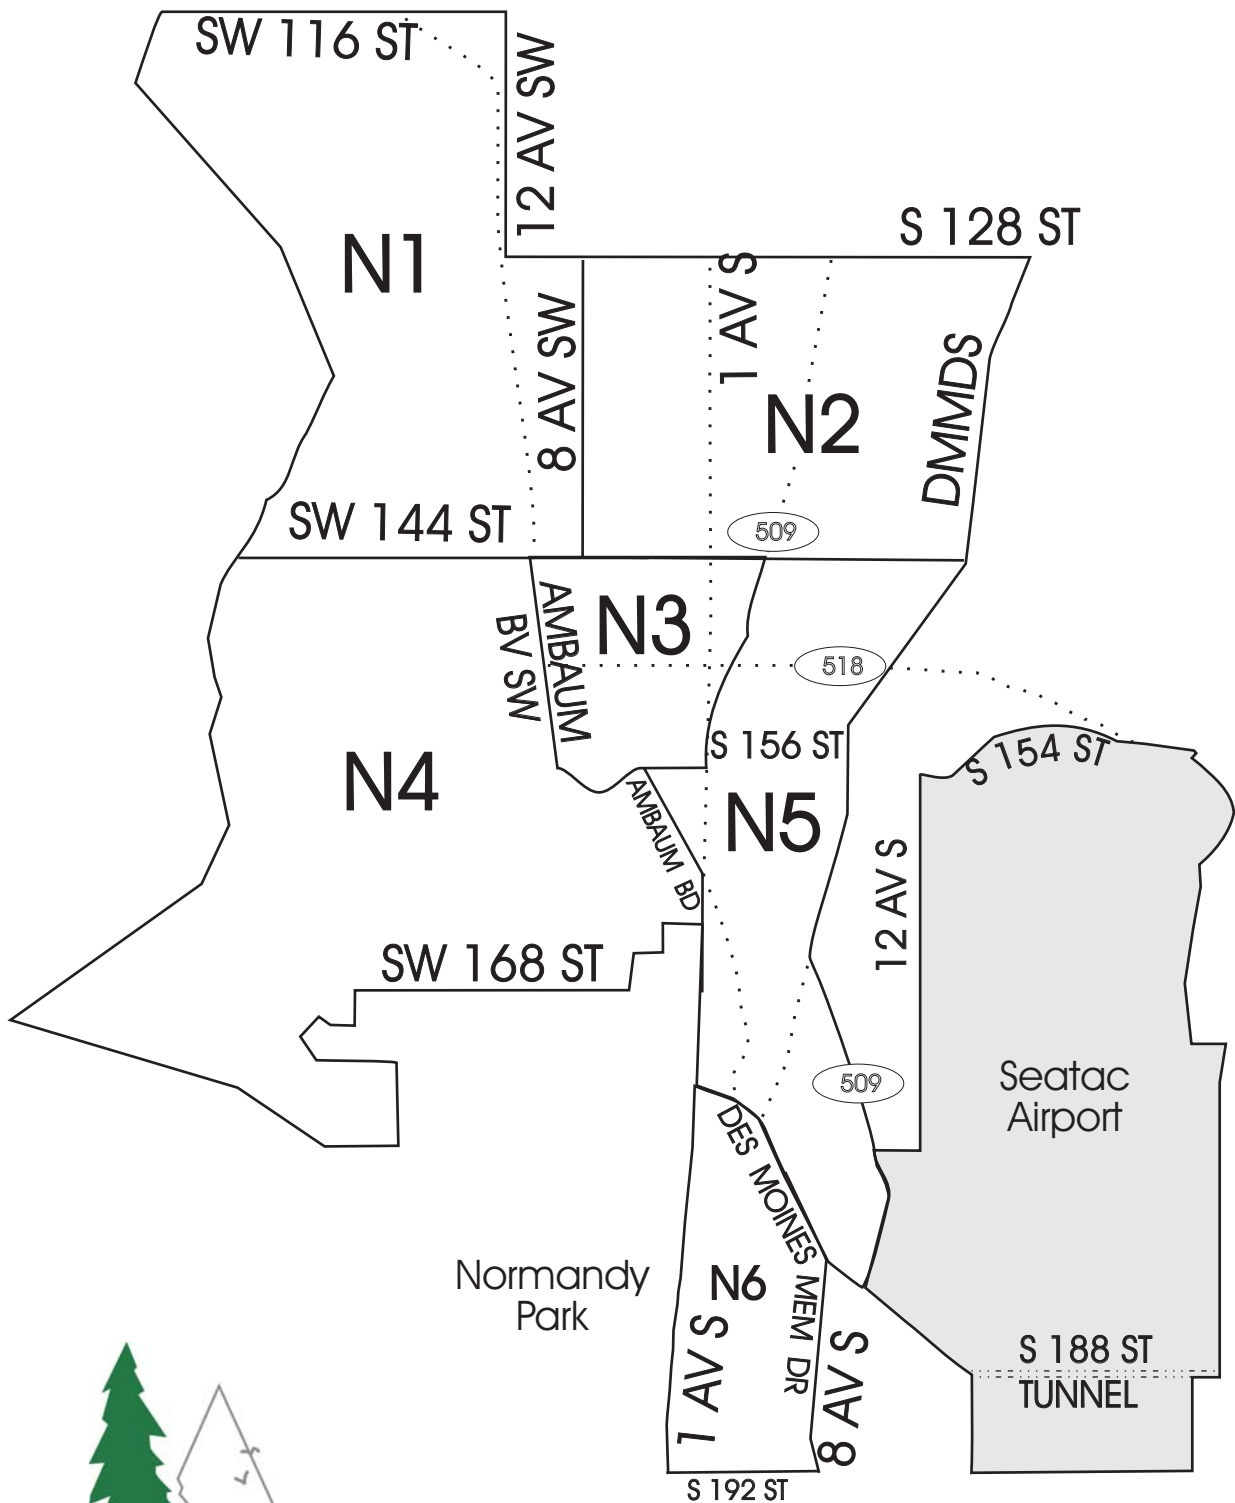 SW 116 ST
12 AV SW
S 128 ST
N1
1 AV S
8 AV SW
DMMDS
N2
SW 144 ST
509
AMBAUM
BV SW
N3
518
S 156 ST
S 154 ST
N4
N5
AMBAUM BD
12 AV S
SW 168 ST
509
Seatac
Airport
DES MOINES MEM DR
Normandy
Park
N6
1 AV S
8 AV S
S 188 ST
TUNNEL
S 192 ST